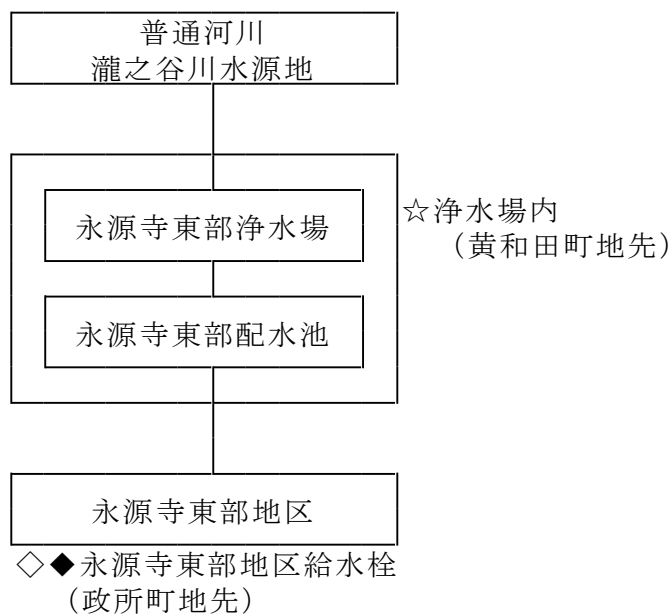 普通河川
瀧之谷川水源地
永源寺東部浄水場
☆浄水場内
（黄和田町地先）
永源寺東部配水池
永源寺東部地区
◇◆永源寺東部地区給水栓
（政所町地先）